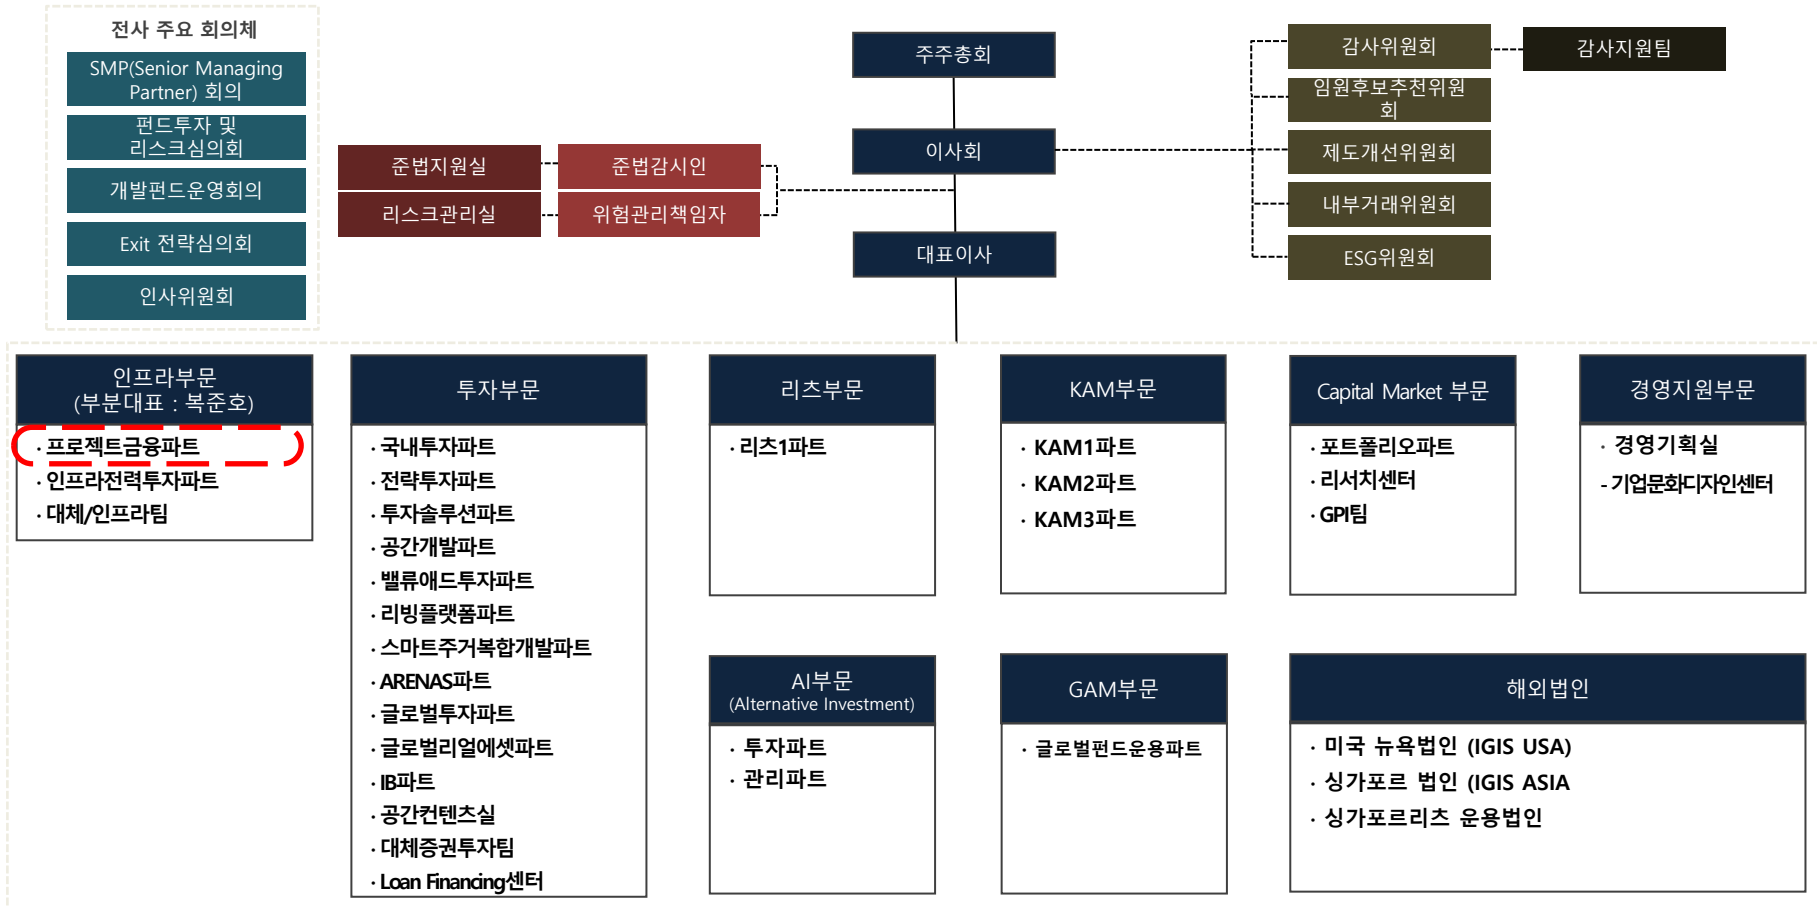 전사 주요 회의체
SMP(Senior Managing
Partner) 회의
펀드투자 및
리스크심의회
개발펀드운영회의
Exit 전략심의회
인사위원회
주주총회
이사회
대표이사
준법지원실
준법감시인
리스크관리실
위험관리책임자
감사위원회
감사지원팀
임원후보추천위원
회
제도개선위원회
내부거래위원회
ESG위원회
인프라부문
(부분대표 : 복준호)
· 프로젝트금융파트
· 인프라전력투자파트
· 대체/인프라팀
투자부문
· 국내투자파트
· 전략투자파트
· 투자솔루션파트
· 공간개발파트
· 밸류애드투자파트
· 리빙플랫폼파트
· 스마트주거복합개발파트
· ARENAS파트
· 글로벌투자파트
· 글로벌리얼에셋파트
· IB파트
· 공간컨텐츠실
· 대체증권투자팀
· Loan Financing센터
리츠부문
· 리츠1파트
KAM부문
· KAM1파트
· KAM2파트
· KAM3파트
Capital Market 부문
· 포트폴리오파트
· 리서치센터
· GPI팀
경영지원부문
· 경영기획실
- 기업문화디자인센터
AI부문
(Alternative Investment)
· 투자파트
· 관리파트
GAM부문
· 글로벌펀드운용파트
해외법인
· 미국 뉴욕법인 (IGIS USA)
· 싱가포르 법인 (IGIS ASIA
· 싱가포르리츠 운용법인